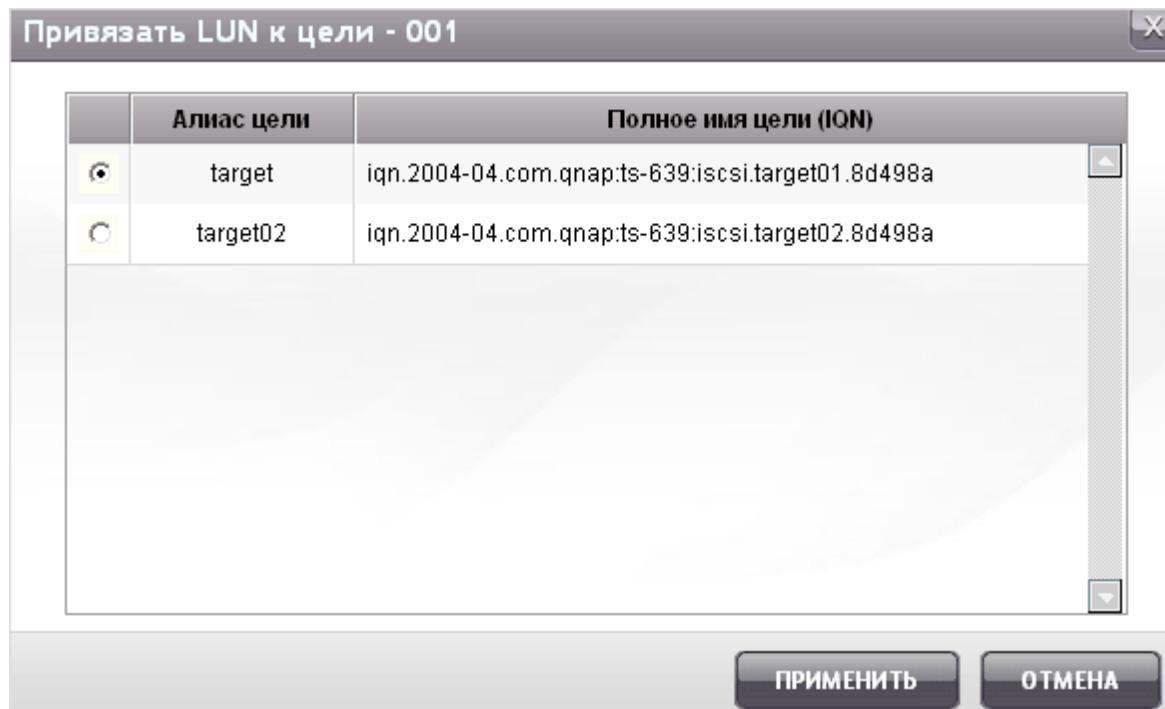 Привязать LUN к цели - 001
X
Алиас цели Полное имя цели (IQN)
target iqn.2004-04.com.qnap:ts-639:iscsi.target01.8d498a
target02 iqn.2004-04.com.qnap:ts-639:iscsi.target02.8d498a
ПРИМЕНИТЬ ОТМЕНА